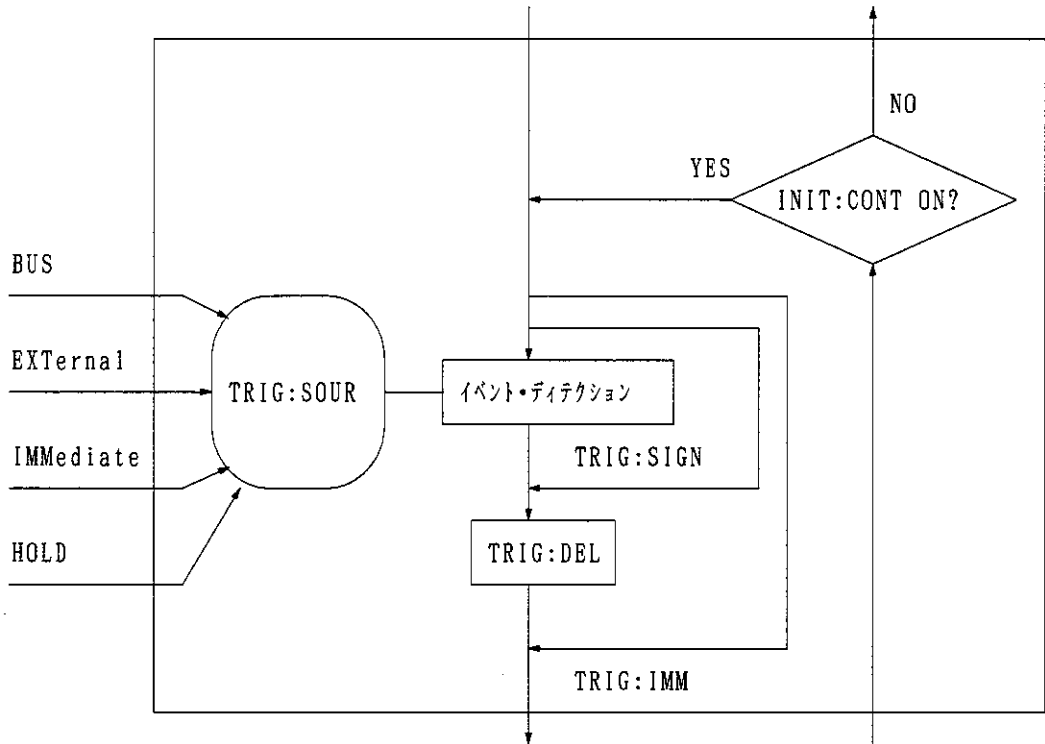 NO
YES
INIT:CONT ON?
BUS
EXTernal
TRIG:SOUR
イベント・ディテクション
IMMediate
TRIG:SIGN
HOLD
TRIG:DEL
TRIG:IMM